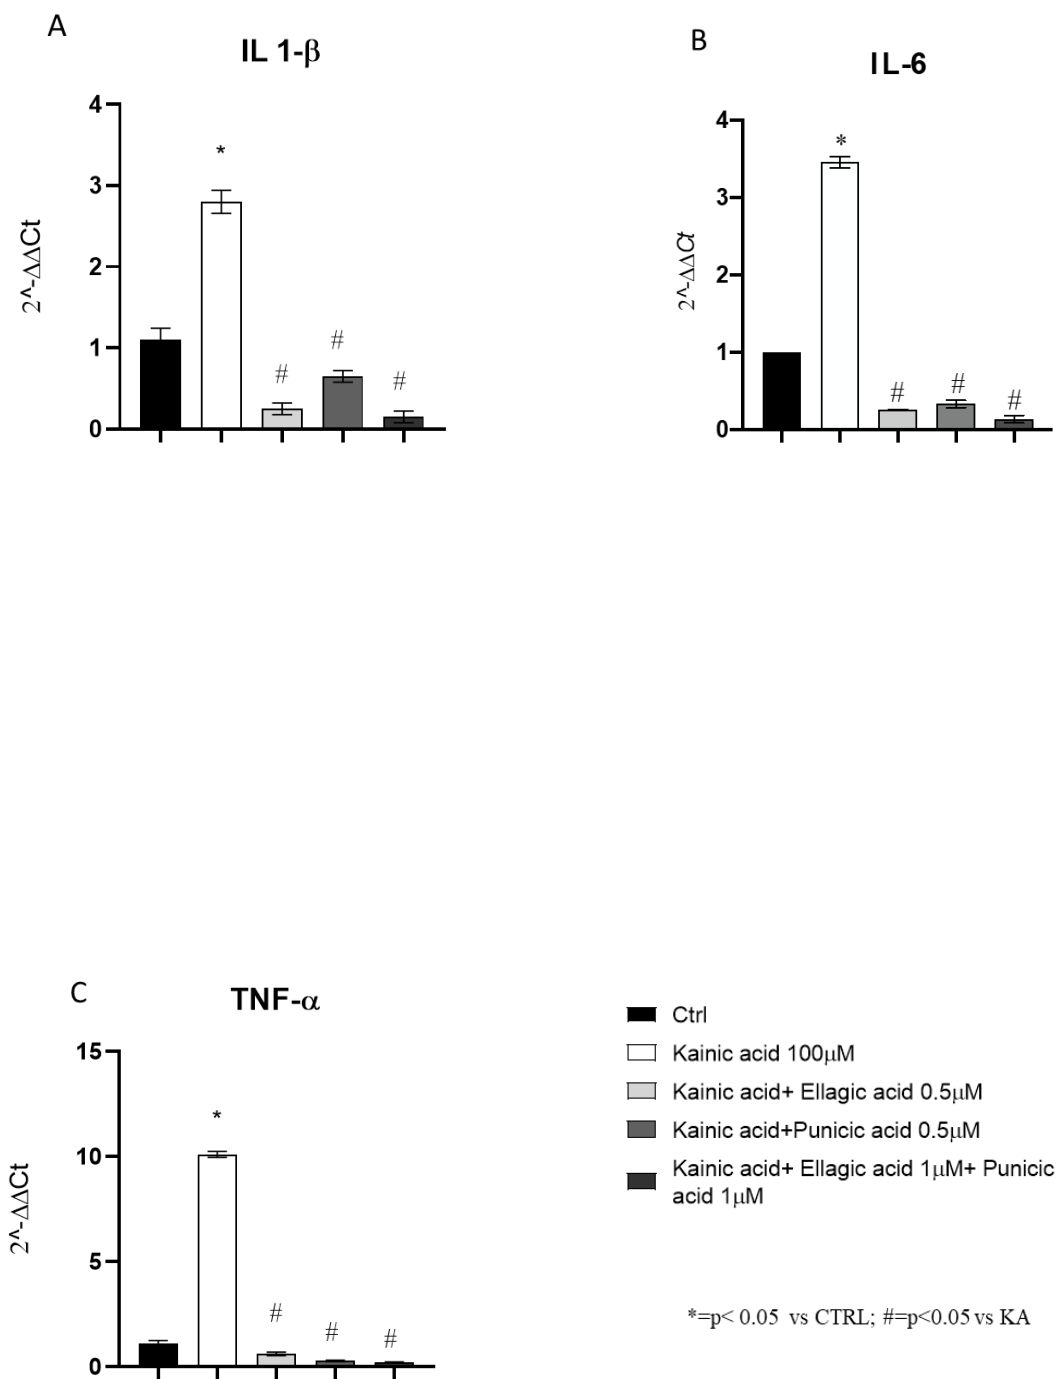 A
IL 1-β
4
3
2
1
0
2^-ΔΔCt
*
#
#
#
B
IL-6
4
3
2
1
0
2^-ΔΔCt
*
#
#
#
C
TNF-α
15
10
5
0
2^-ΔΔCt
*
#
#
#
Ctrl
Kainic acid 100μM
Kainic acid+ Ellagic acid 0.5μM
Kainic acid+Punicic acid 0.5μM
Kainic acid+ Ellagic acid 1μM+ Punicic
acid 1μM
*=p< 0.05 vs CTRL; #=p<0.05 vs KA